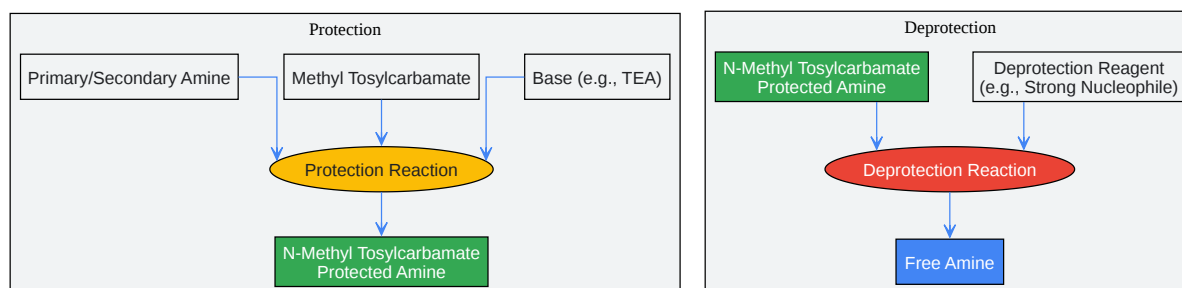 Protection
Primary/Secondary Amine
Methyl Tosylcarbamate
Base (e.g., TEA)
Protection Reaction
N-Methyl Tosylcarbamate
Protected Amine
Deprotection
N-Methyl Tosylcarbamate
Protected Amine
Deprotection Reagent
(e.g., Strong Nucleophile)
Deprotection Reaction
Free Amine